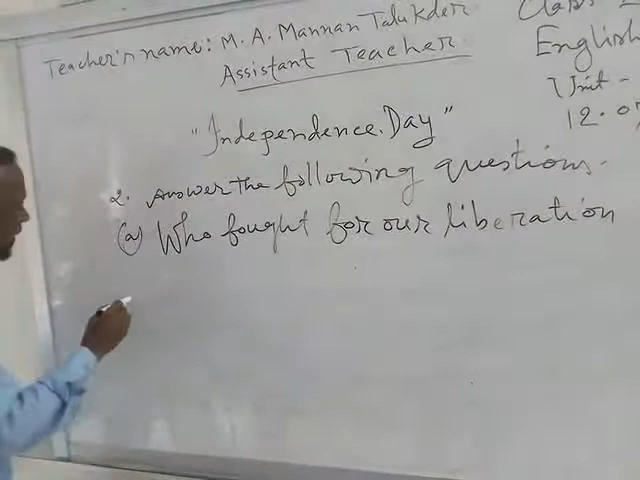 Teacher's name: M. A. Mannan Talukder
Assistant Teacher
Class
English
Unit -
12.0
"Independence Day"
2. Answer the following questions.
(a) Who fought for our liberation